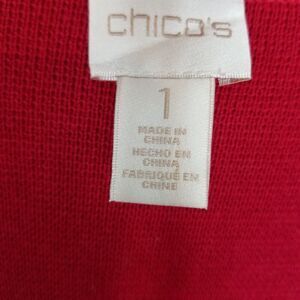 chico's
1
MADE IN
CHINA
HECHO EN
CHINA
FABRIQUÉ EN
CHINE